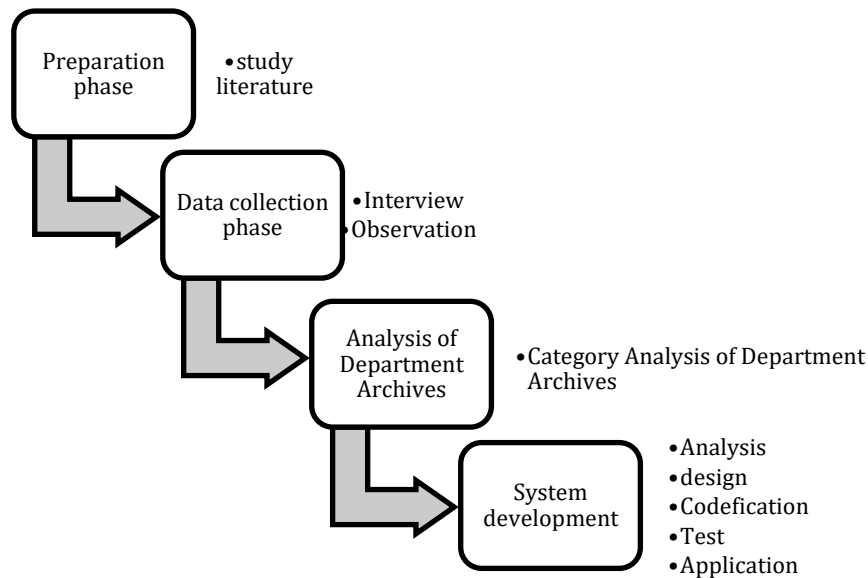 Preparation
phase
•study
literature
Data collection
phase
•Interview
•Observation
Analysis of
Department
Archives
•Category Analysis of Department
Archives
System
development
•Analysis
•design
•Codefication
•Test
•Application